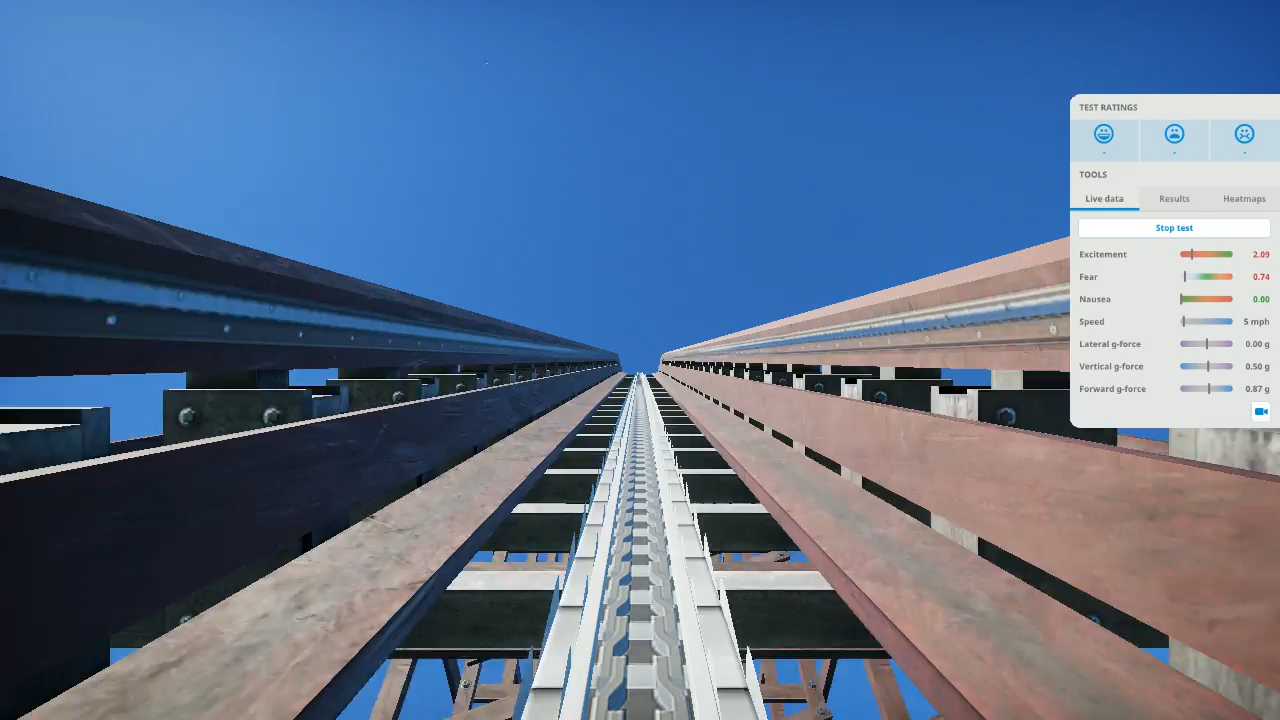 TEST RATINGS
- - -
TOOLS
Live data Results Heatmaps
Stop test
Excitement 2.09
Fear 0.74
Nausea 0.00
Speed 5 mph
Lateral g-force 0.00 g
Vertical g-force 0.50 g
Forward g-force 0.87 g